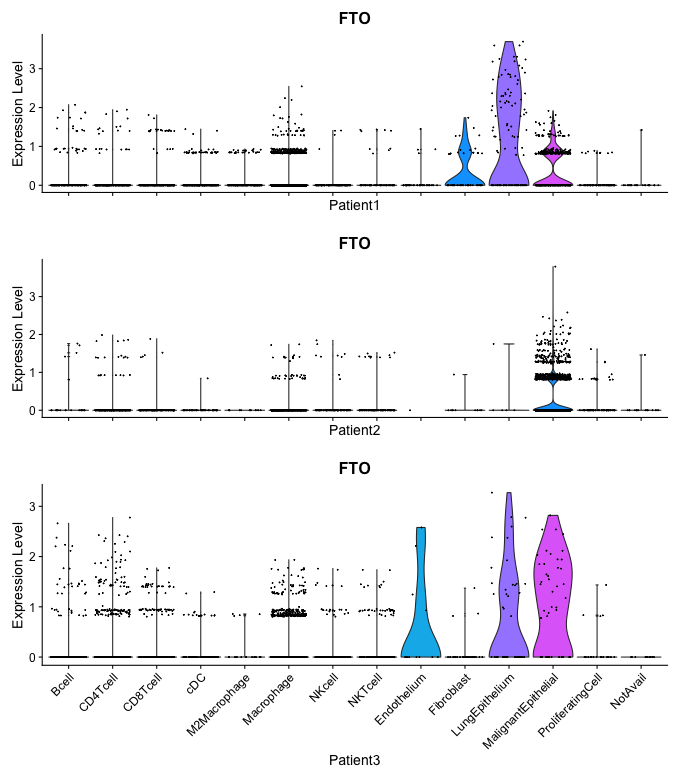 FTO
Expression Level
3
2
1
0
Patient1
FTO
Expression Level
3
2
1
0
Patient2
FTO
Expression Level
3
2
1
0
Bcell
CD4Tcell
CD8Tcell
cDC
M2Macrophage
Macrophage
NKcell
NKTcell
Endothelium
Fibroblast
LungEpithelium
MalignantEpithelial
ProliferatingCell
NotAvail
Patient3